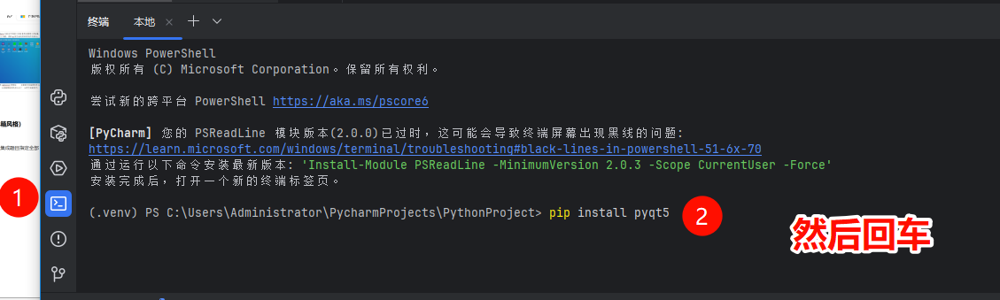 终端
本地
Windows PowerShell
版权所有 (C) Microsoft Corporation。保留所有权利。
尝试新的跨平台 PowerShell https://aka.ms/pscore6
[PyCharm] 您的 PSReadLine 模块版本(2.0.0)已过时，这可能会导致终端屏幕出现黑线的问题:
https://learn.microsoft.com/windows/terminal/troubleshooting#black-lines-in-powershell-51-6x-70
通过运行以下命令安装最新版本: 'Install-Module PSReadLine -MinimumVersion 2.0.3 -Scope CurrentUser -Force'
安装完成后，打开一个新的终端标签页。
1
(.venv) PS C:\Users\Administrator\PycharmProjects\PythonProject> pip install pyqt5
2
然后回车